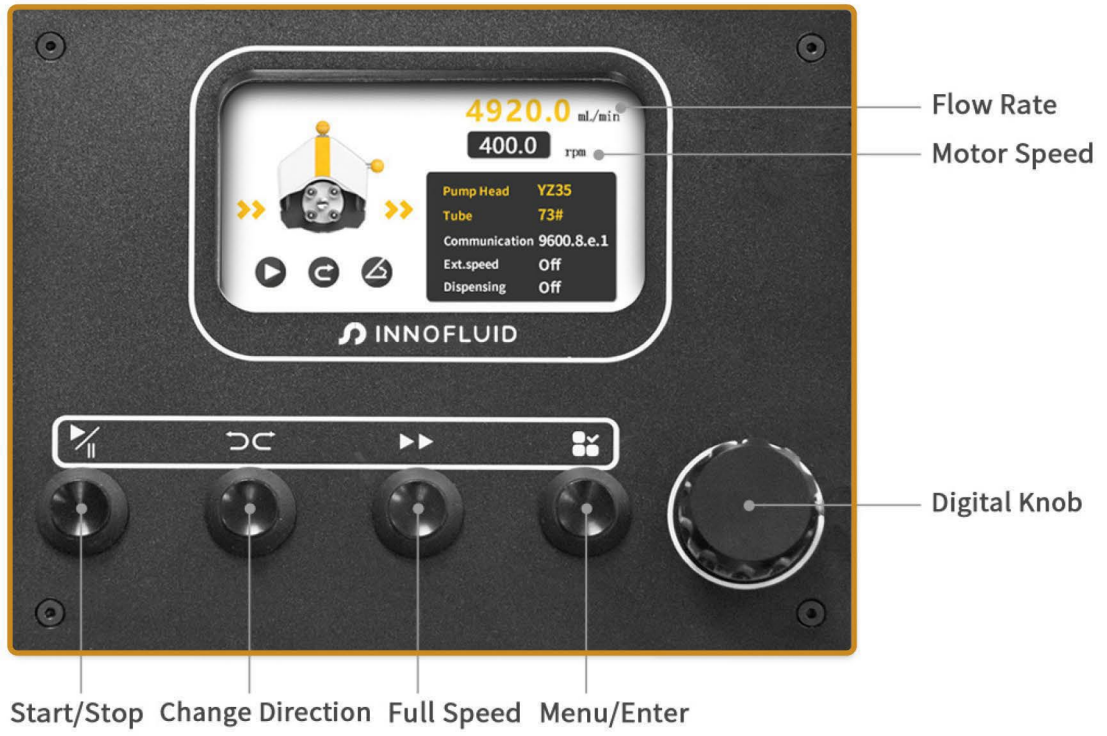 4920.0 mL/min
400.0 rpm
Pump Head YZ35
Tube 73#
Communication 9600.8.e.1
Ext.speed Off
Dispensing Off
INNOFLUID
Flow Rate
Motor Speed
Digital Knob
Start/Stop Change Direction Full Speed Menu/Enter